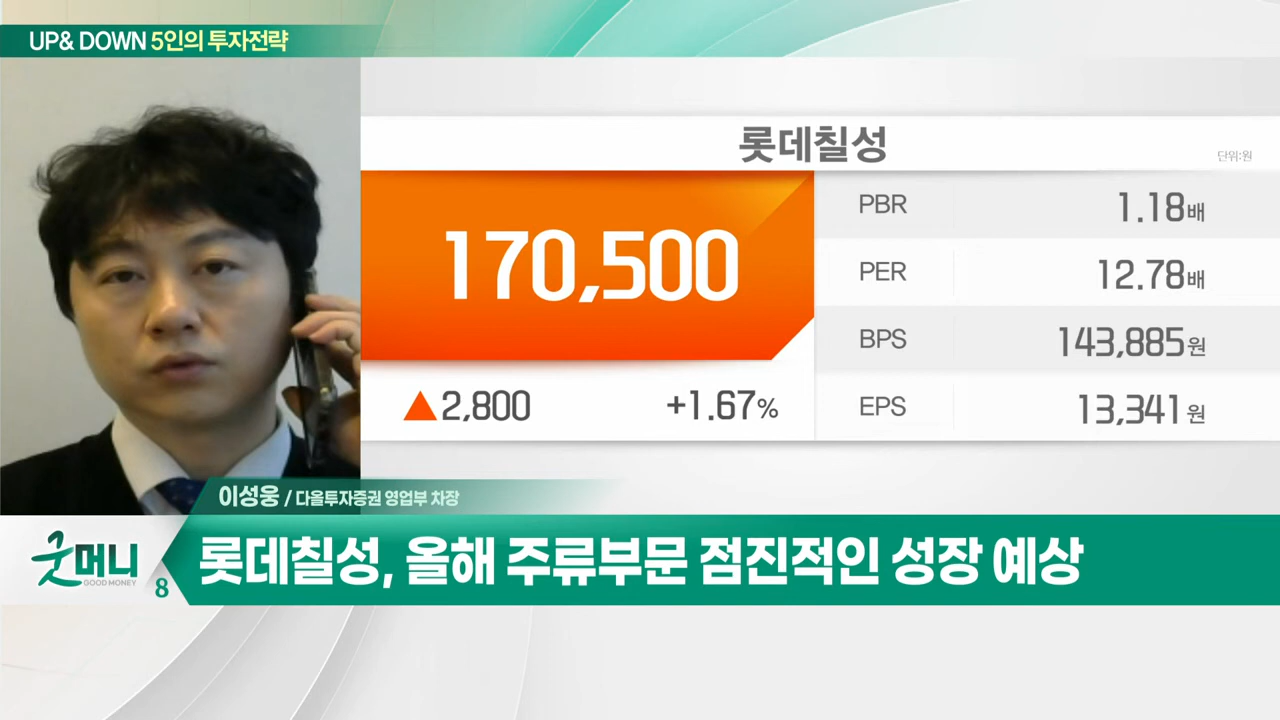 UP& DOWN 5인의 투자전략
롯데칠성
단위:원
170,500
▲2,800 +1.67%
PBR 1.18배
PER 12.78배
BPS 143,885원
EPS 13,341원
이성웅 / 다올투자증권 영업부 차장
굿머니
GOOD MONEY
8
롯데칠성, 올해 주류부문 점진적인 성장 예상